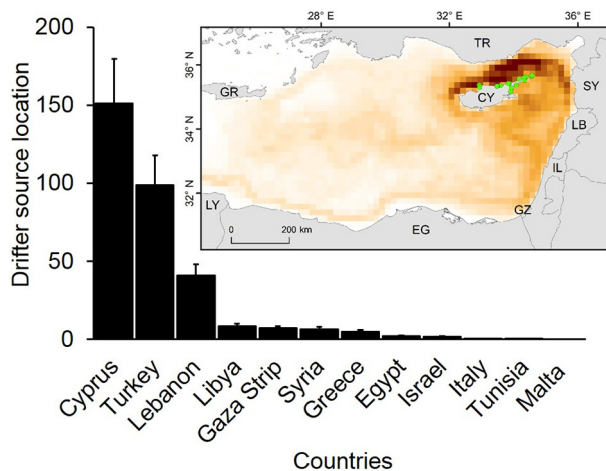 28° E
32° E
36° E
200
150
100
50
0
Drifter source location
36° N
34° N
32° N
TR
GR
CY
SY
LB
IL
GZ
LY
EG
0
200 km
Cyprus
Turkey
Lebanon
Libya
Gaza Strip
Syria
Greece
Egypt
Israel
Italy
Tunisia
Malta
Countries